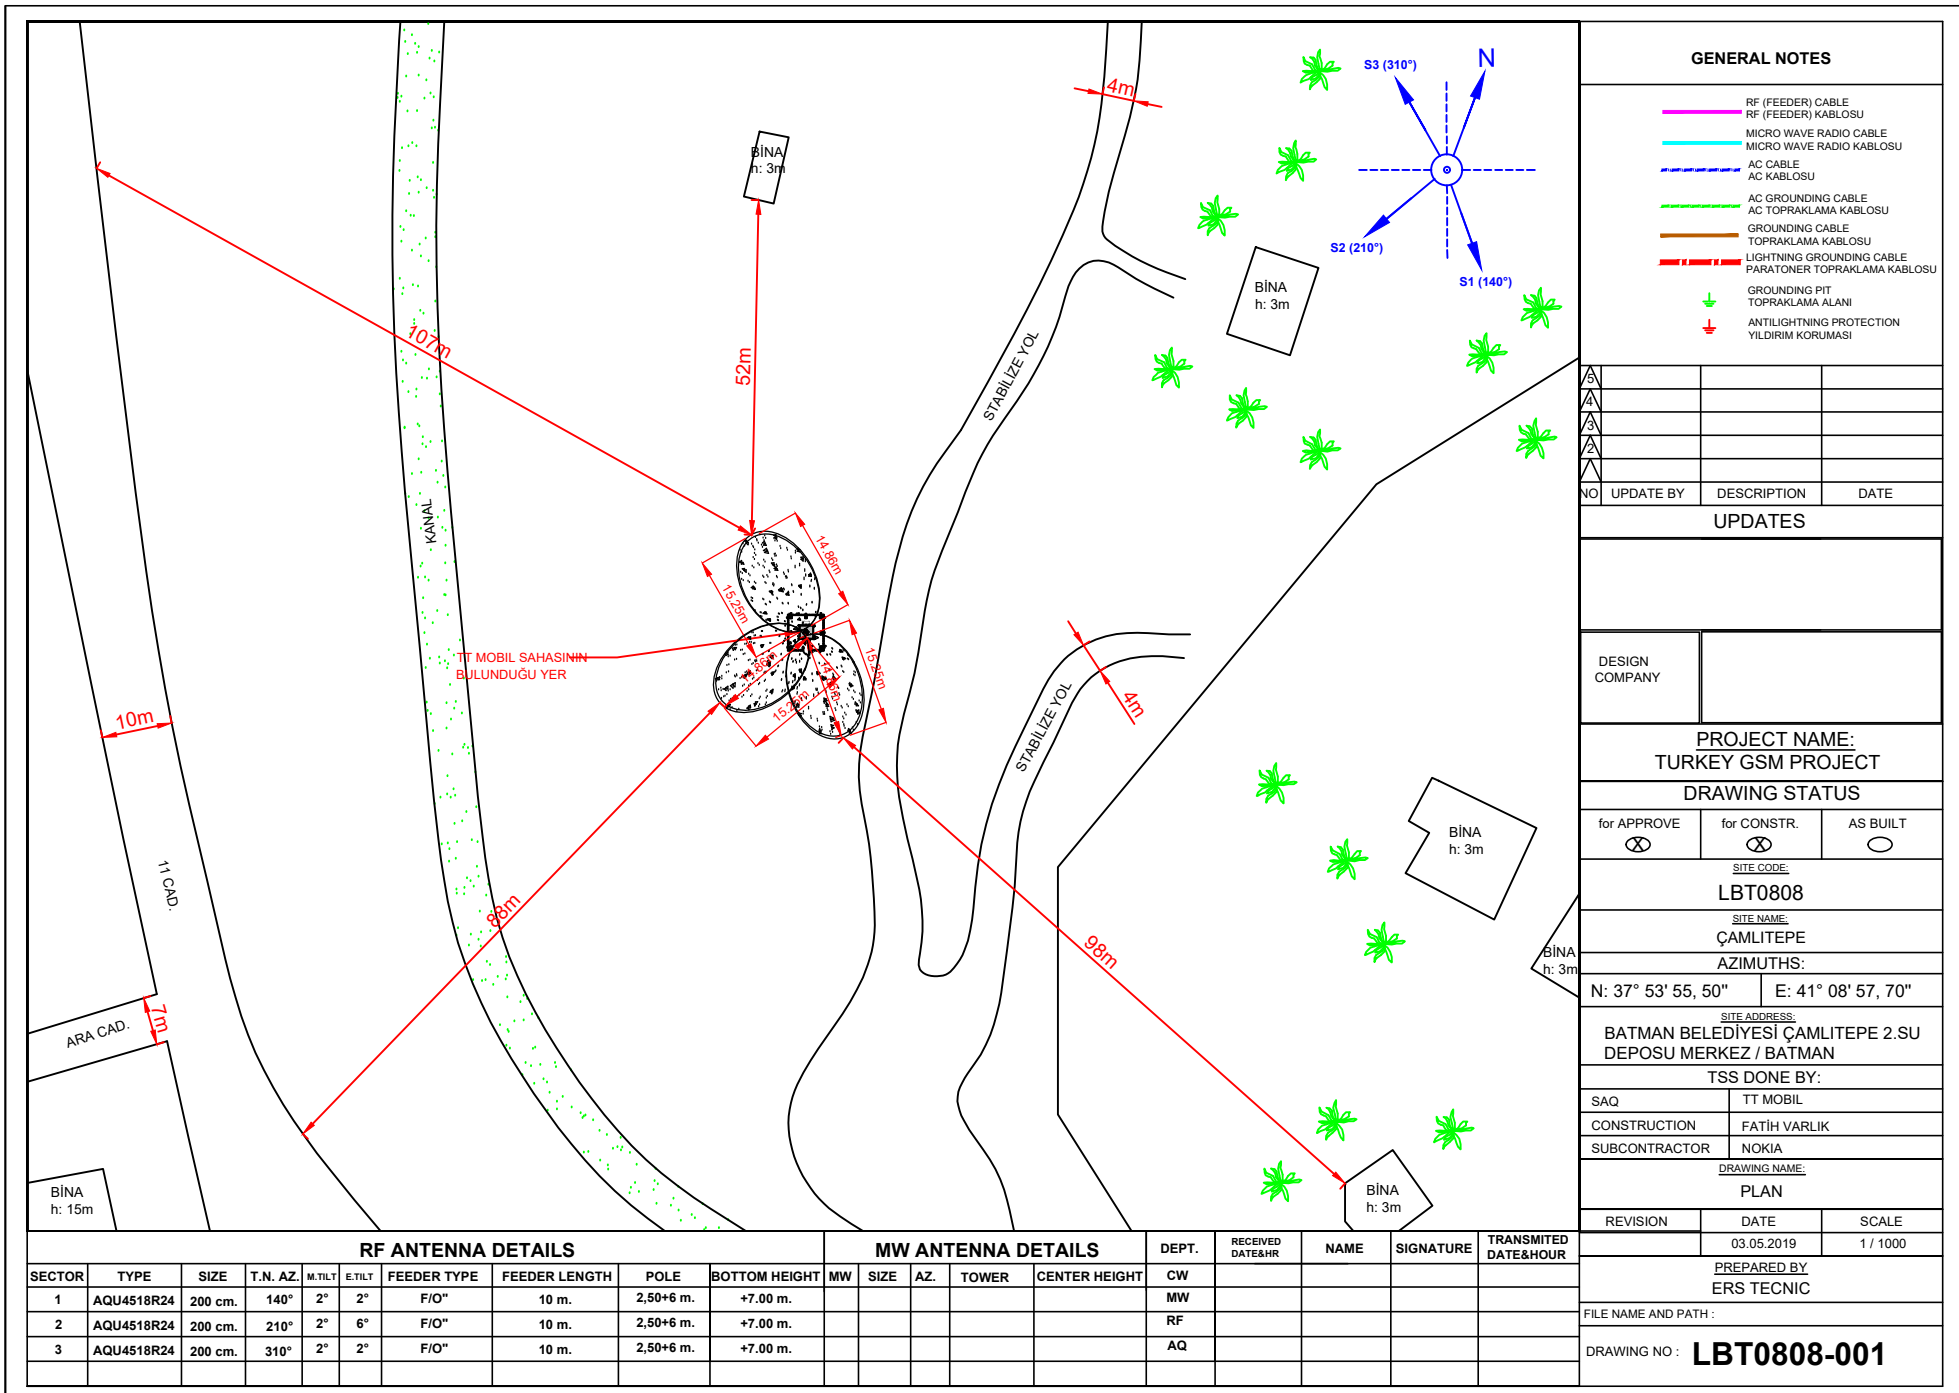 S3 (310°)
N
S2 (210°)
S1 (140°)
4m
BİNA
h: 3m
107m
52m
BİNA
h: 3m
STABİLİZE YOL
KANAL
14.86m
15.25m
TT MOBIL SAHASININ
BULUNDUĞU YER
15.25m
15.25m
10m
4m
STABİLİZE YOL
11 CAD.
88m
98m
BİNA
h: 3m
BİNA
h: 3m
ARA CAD.
7m
BİNA
h: 15m
BİNA
h: 3m
GENERAL NOTES
RF (FEEDER) CABLE
RF (FEEDER) KABLOSU
MICRO WAVE RADIO CABLE
MICRO WAVE RADIO KABLOSU
AC CABLE
AC KABLOSU
AC GROUNDING CABLE
AC TOPRAKLAMA KABLOSU
GROUNDING CABLE
TOPRAKLAMA KABLOSU
LIGHTNING GROUNDING CABLE
PARATONER TOPRAKLAMA KABLOSU
GROUNDING PIT
TOPRAKLAMA ALANI
ANTILIGHTNING PROTECTION
YILDIRIM KORUMASI
5
4
3
2
NO UPDATE BY DESCRIPTION DATE
UPDATES
DESIGN
COMPANY
PROJECT NAME:
TURKEY GSM PROJECT
DRAWING STATUS
for APPROVE for CONSTR. AS BUILT
X X
SITE CODE:
LBT0808
SITE NAME:
ÇAMLITEPE
AZIMUTHS:
N: 37° 53' 55, 50" E: 41° 08' 57, 70"
SITE ADDRESS:
BATMAN BELEDİYESİ ÇAMLITEPE 2.SU
DEPOSU MERKEZ / BATMAN
TSS DONE BY:
SAQ TT MOBIL
CONSTRUCTION FATİH VARLIK
SUBCONTRACTOR NOKIA
DRAWING NAME:
PLAN
REVISION DATE SCALE
03.05.2019 1 / 1000
PREPARED BY
ERS TECNIC
FILE NAME AND PATH :
DRAWING NO : LBT0808-001
RF ANTENNA DETAILS MW ANTENNA DETAILS DEPT. RECEIVED DATE&HR NAME SIGNATURE TRANSMITED DATE&HOUR
SECTOR TYPE SIZE T.N. AZ. M.TILT E.TILT FEEDER TYPE FEEDER LENGTH POLE BOTTOM HEIGHT MW SIZE AZ. TOWER CENTER HEIGHT CW
1 AQU4518R24 200 cm. 140° 2° 2° F/O" 10 m. 2,50+6 m. +7.00 m. MW
2 AQU4518R24 200 cm. 210° 2° 6° F/O" 10 m. 2,50+6 m. +7.00 m. RF
3 AQU4518R24 200 cm. 310° 2° 2° F/O" 10 m. 2,50+6 m. +7.00 m. AQ